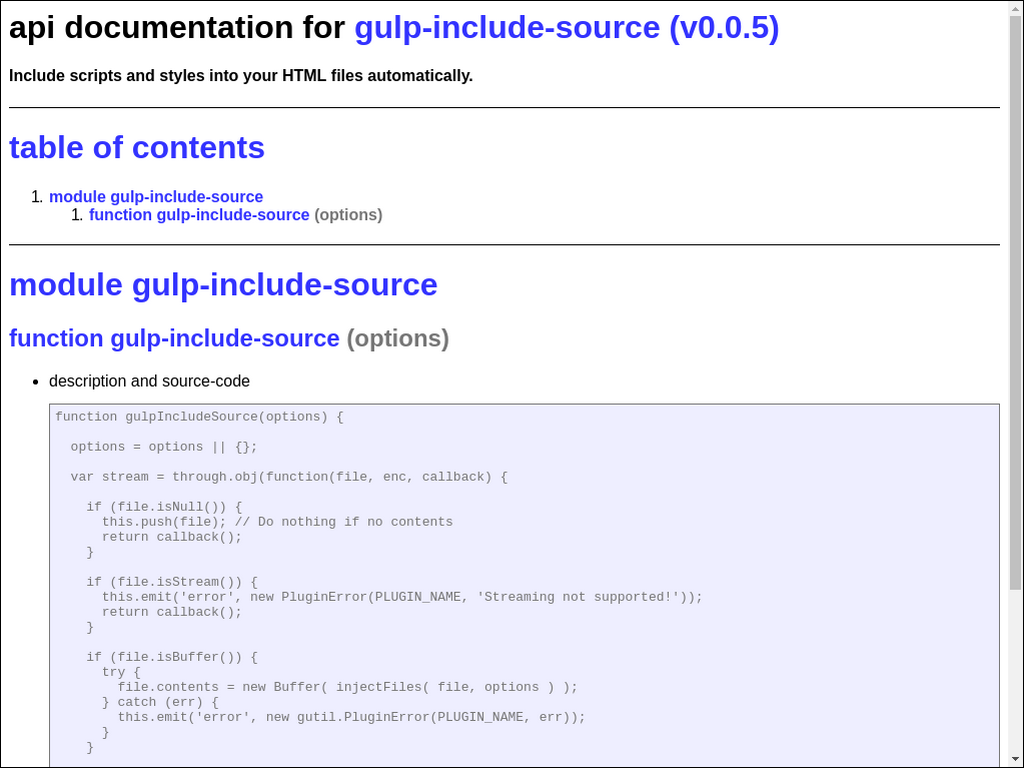 api documentation for gulp-include-source (v0.0.5)
Include scripts and styles into your HTML files automatically.
table of contents
1. module gulp-include-source
1. function gulp-include-source (options)
module gulp-include-source
function gulp-include-source (options)
• description and source-code
function gulpIncludeSource(options) {
  options = options || {};
  var stream = through.obj(function(file, enc, callback) {
    if (file.isNull()) {
      this.push(file); // Do nothing if no contents
      return callback();
    }
    if (file.isStream()) {
      this.emit('error', new PluginError(PLUGIN_NAME, 'Streaming not supported!'));
      return callback();
    }
    if (file.isBuffer()) {
      try {
        file.contents = new Buffer( injectFiles( file, options ) );
      } catch (err) {
        this.emit('error', new gutil.PluginError(PLUGIN_NAME, err));
      }
    }